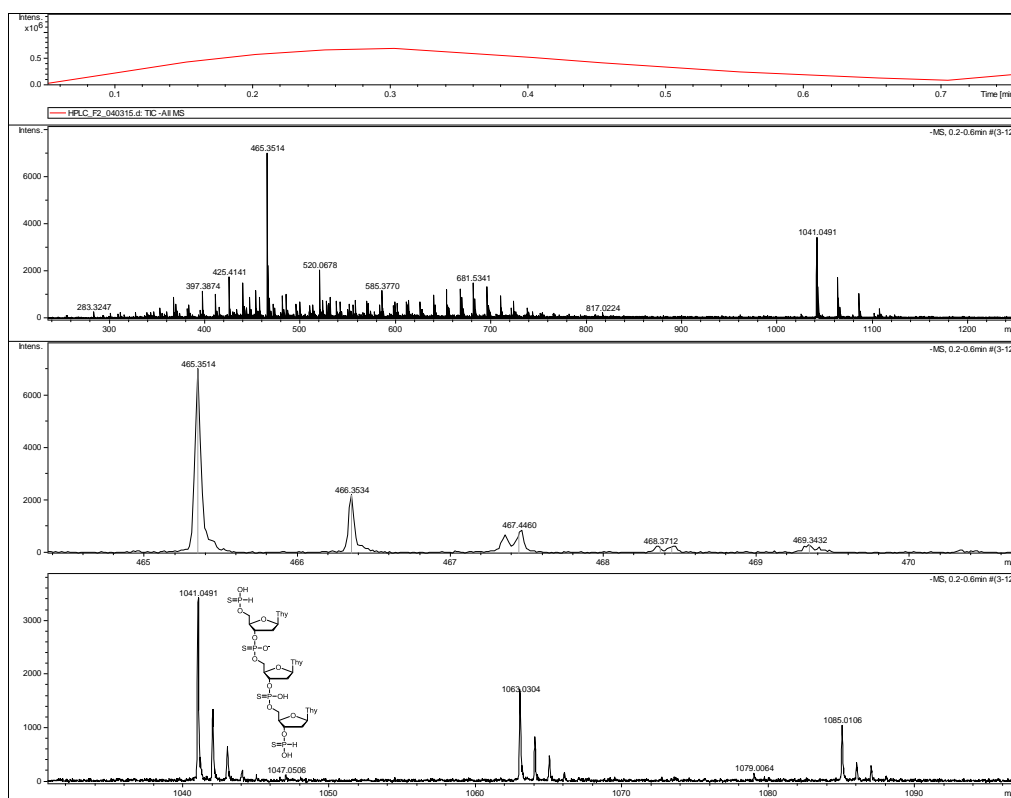 Intens.
x10⁶
0.5
0.0
0.1 0.2 0.3 0.4 0.5 0.6 0.7 Time [min
HPLC_F2_040315.d: TIC -All MS
Intens.
-MS, 0.2-0.6min #(3-12
465.3514
6000
1041.0491
4000
425.4141
520.0678
2000
397.3874
585.3770
681.5341
283.3247
817.0224
0
300 400 500 600 700 800 900 1000 1100 1200 m
Intens.
-MS, 0.2-0.6min #(3-12
465.3514
6000
4000
466.3534
2000
467.4460
468.3712
469.3432
0
465 466 467 468 469 470 m
Intens.
-MS, 0.2-0.6min #(3-12
1041.0491
OH
S=P-H
O
O Thy
3000
O
S=P-O-
O
O Thy
2000
O
S=P-OH
1063.0304
O
O Thy
1085.0106
1000
O
S=P-H
OH
1047.0506
1079.0064
0
1040 1050 1060 1070 1080 1090 m